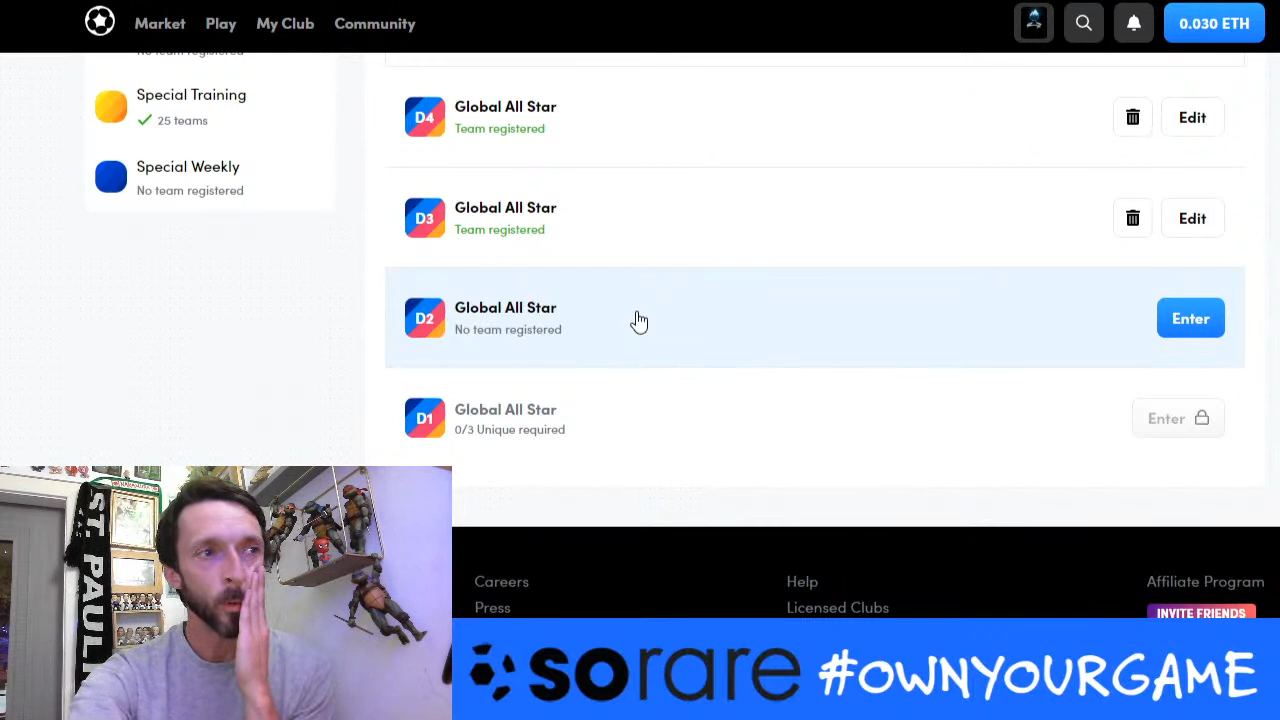 Market Play My Club Community
0.030 ETH
No team registered
Special Training
25 teams
Special Weekly
No team registered
D4
Global All Star
Team registered
Edit
D3
Global All Star
Team registered
Edit
D2
Global All Star
No team registered
Enter
D1
Global All Star
0/3 Unique required
Enter
ST. PAULI
Careers
Help
Affiliate Program
Press
Licensed Clubs
INVITE FRIENDS
sorare #OWNYOURGAME